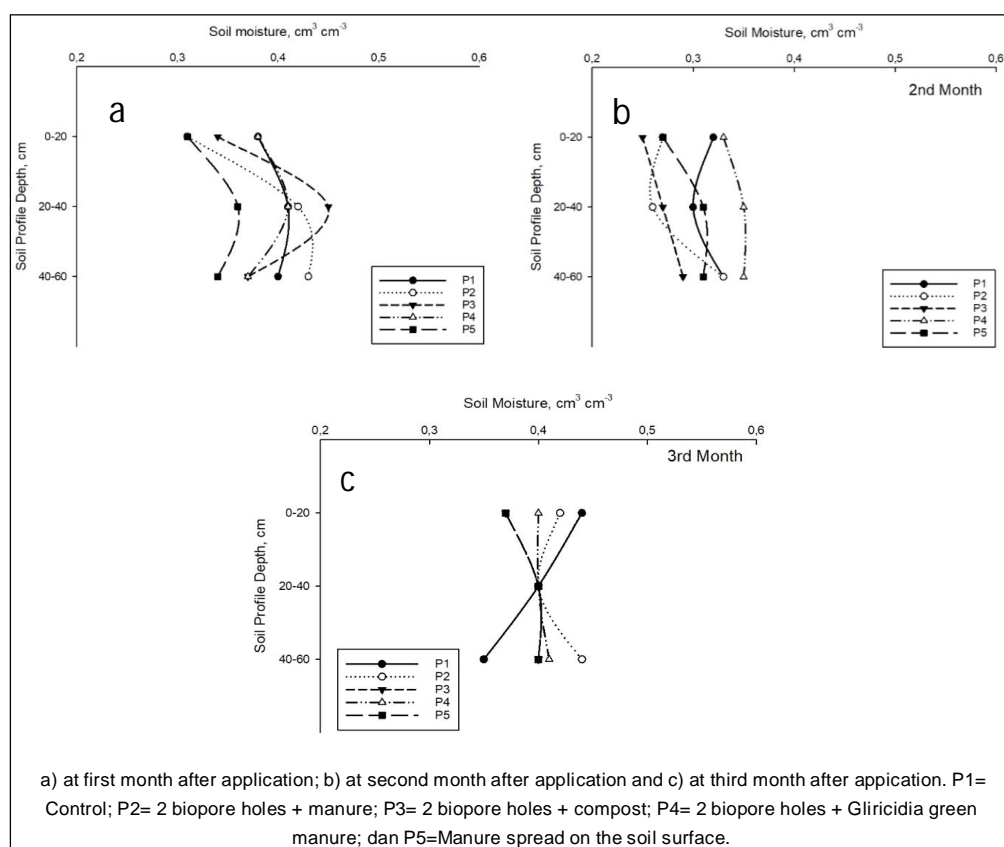 Soil moisture, cm³ cm⁻³
0,2 0,3 0,4 0,5 0,6
a
Soil Profile Depth, cm
0-20
20-40
40-60
P1
P2
P3
P4
P5
Soil Moisture, cm³ cm⁻³
0,2 0,3 0,4 0,5 0,6
2nd Month
b
Soil Profile Depth, cm
0-20
20-40
40-60
P1
P2
P3
P4
P5
Soil Moisture, cm³ cm⁻³
0,2 0,3 0,4 0,5 0,6
3rd Month
c
Soil Profile Depth, cm
0-20
20-40
40-60
P1
P2
P3
P4
P5
a) at first month after application; b) at second month after application and c) at third month after appication. P1=
Control; P2= 2 biopore holes + manure; P3= 2 biopore holes + compost; P4= 2 biopore holes + Gliricidia green
manure; dan P5=Manure spread on the soil surface.